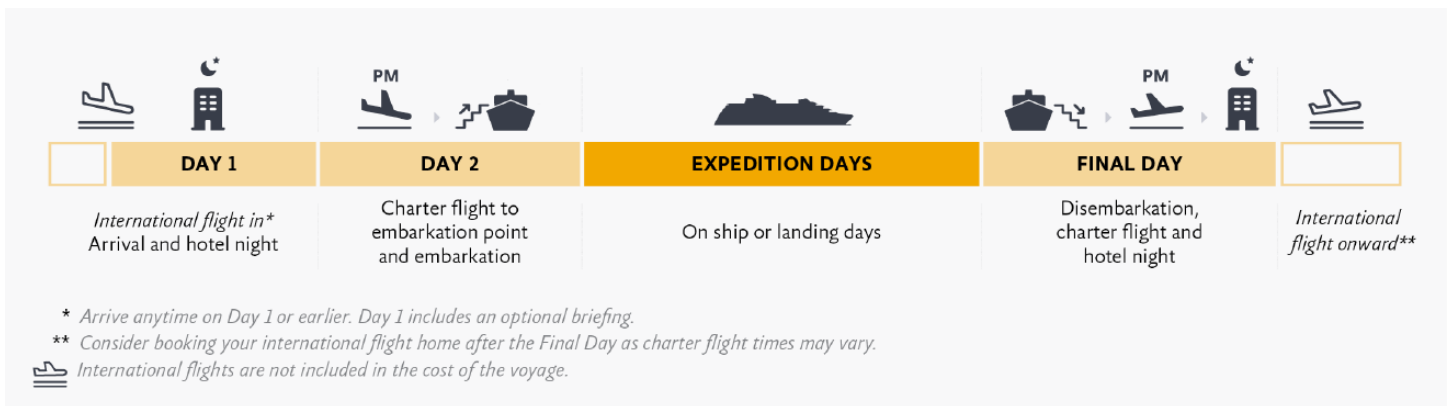 PM
PM
DAY 1
DAY 2
EXPEDITION DAYS
FINAL DAY
International flight in*
Arrival and hotel night
Charter flight to
embarkation point
and embarkation
On ship or landing days
Disembarkation,
charter flight and
hotel night
International
flight onward**
* Arrive anytime on Day 1 or earlier. Day 1 includes an optional briefing.
** Consider booking your international flight home after the Final Day as charter flight times may vary.
International flights are not included in the cost of the voyage.